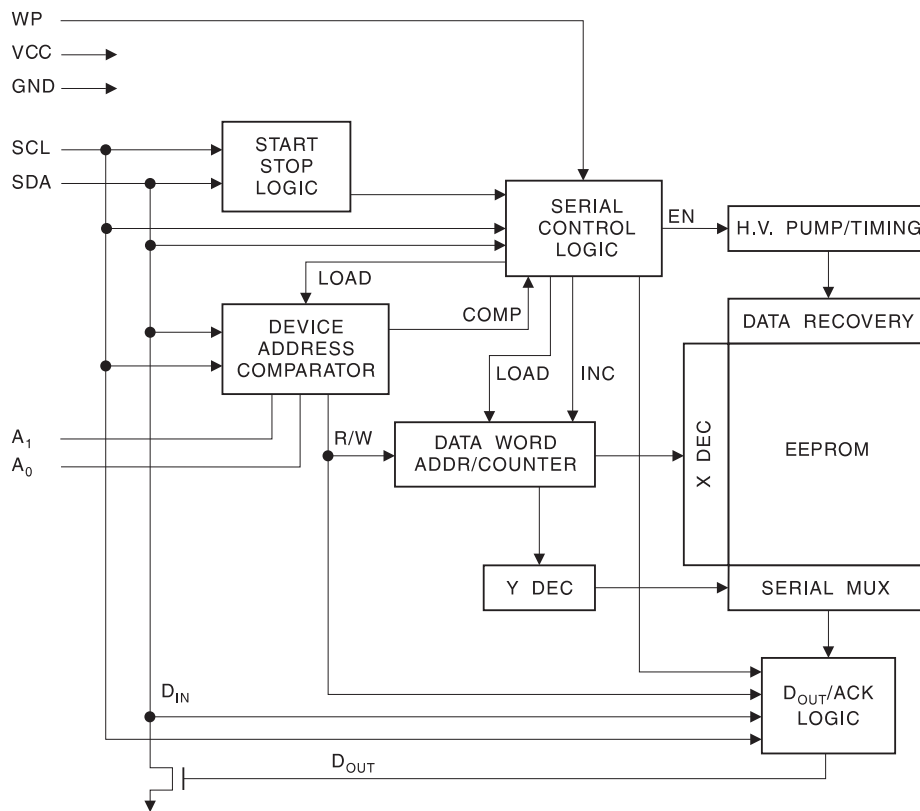 WP
VCC
GND
SCL
SDA
START
STOP
LOGIC
SERIAL
CONTROL
LOGIC
EN
H.V. PUMP/TIMING
LOAD
COMP
DEVICE
ADDRESS
COMPARATOR
DATA RECOVERY
LOAD
INC
A1
A0
R/W
DATA WORD
ADDR/COUNTER
X DEC
EEPROM
Y DEC
SERIAL MUX
DIN
DOUT/ACK
LOGIC
DOUT